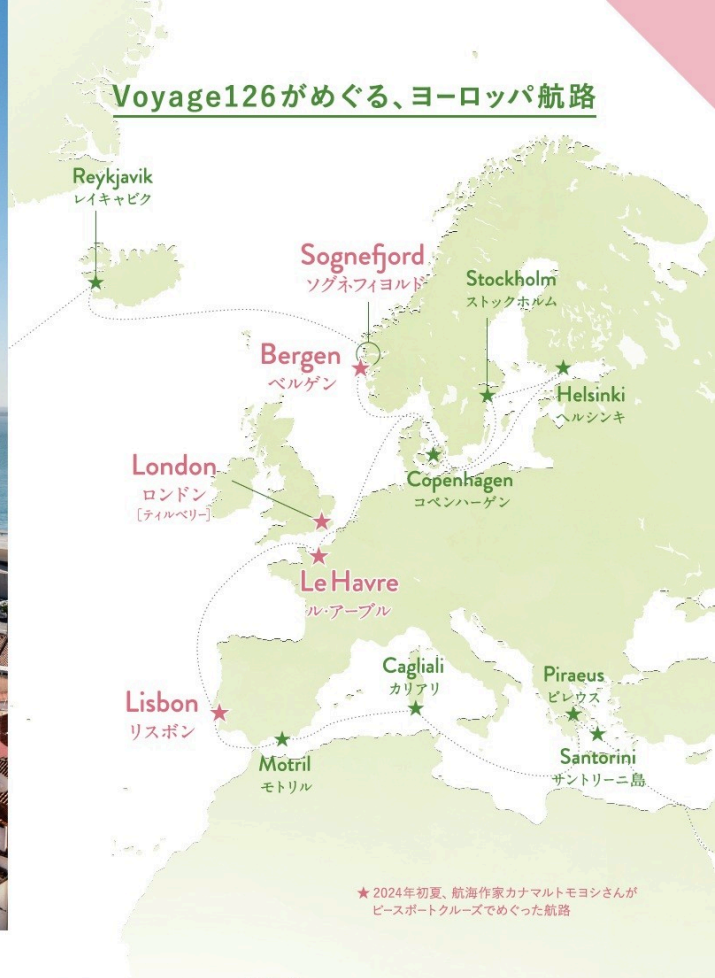 Voyage126がめぐる、ヨーロッパ航路
Reykjavik
レイキャビク
Sognefjord
ソグネフィヨルド
Stockholm
ストックホルム
Bergen
ベルゲン
Helsinki
ヘルシンキ
London
ロンドン
［ティルベリー］
Copenhagen
コペンハーゲン
Le Havre
ル・アーブル
Cagliali
カリアリ
Piraeus
ピレウス
Lisbon
リスボン
Santorini
サントリーニ島
Motril
モトリル
★2024年初夏、航海作家カナマルトモヨシさんが
ピースボートクルーズでめぐった航路